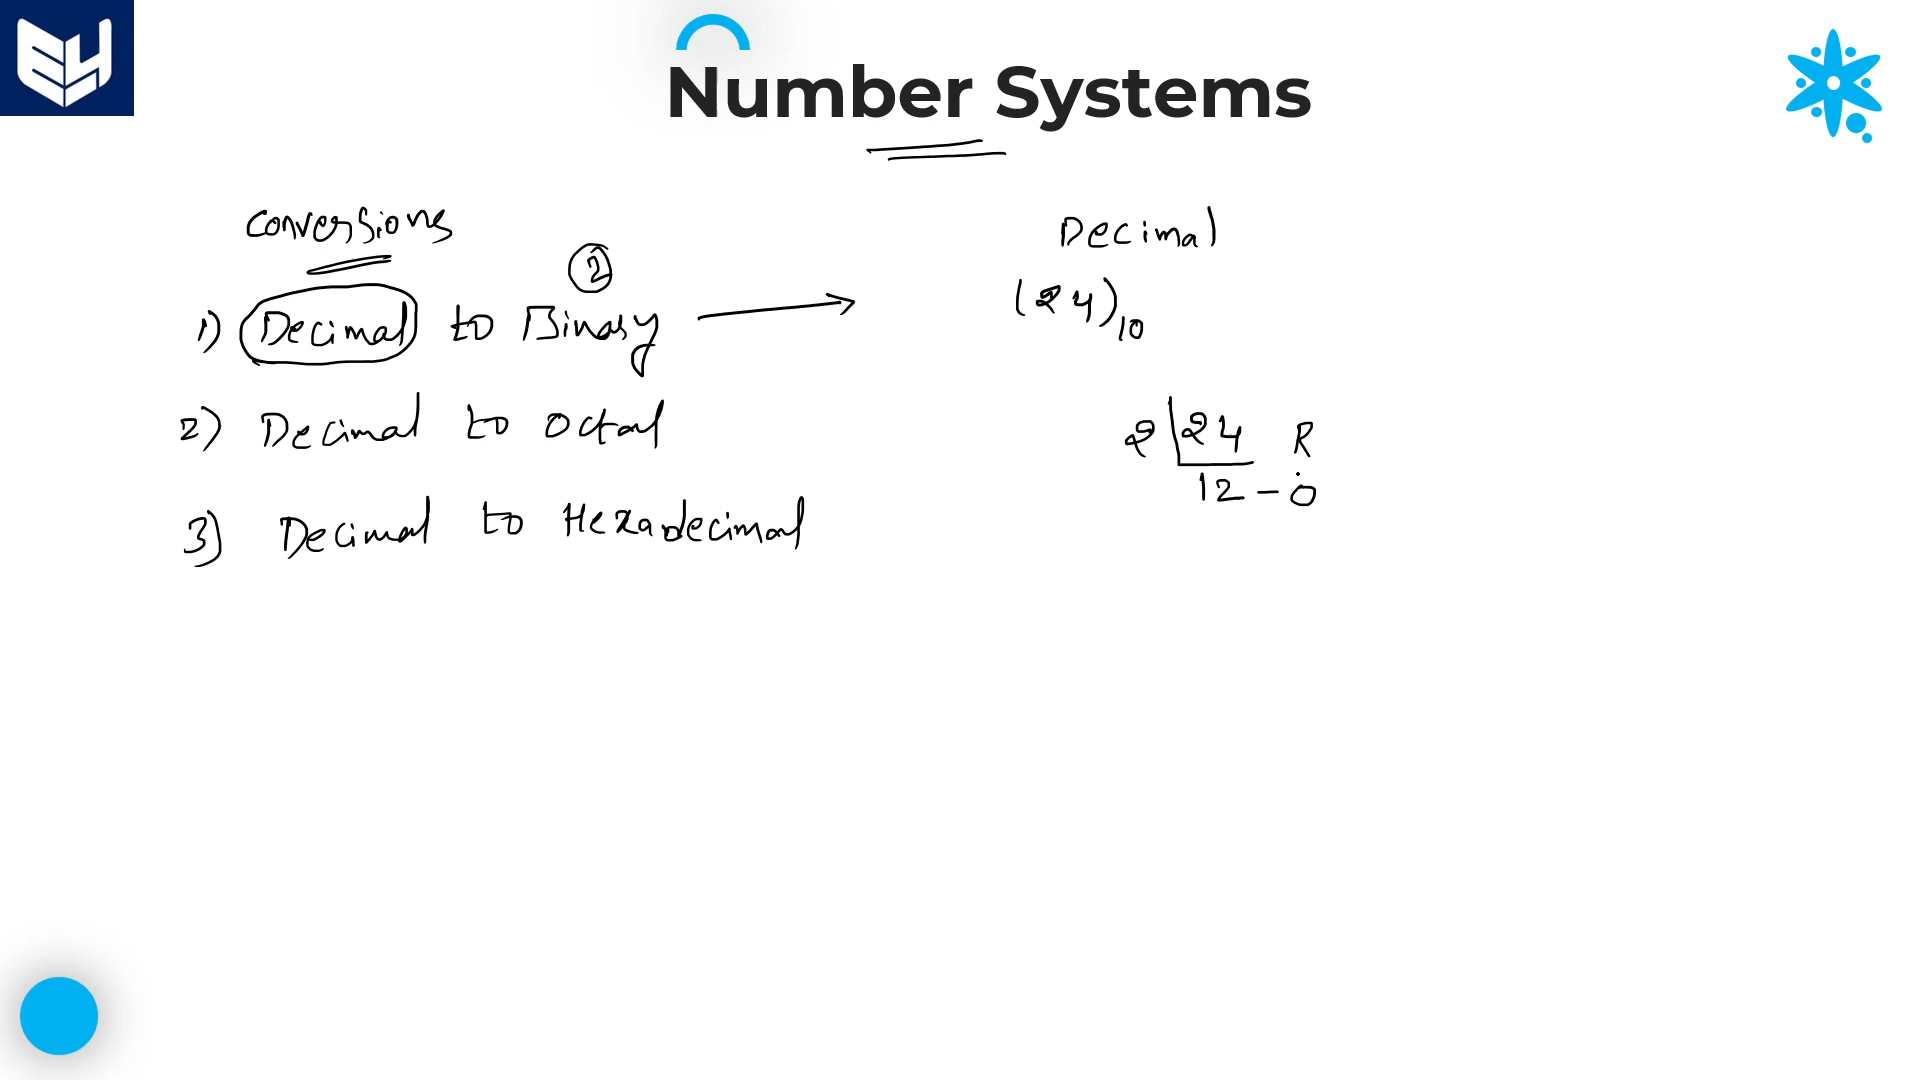 Number Systems
Conversions
2
1) Decimal to Binary
2) Decimal to Octal
3) Decimal to Hexadecimal
Decimal
(24)₁₀
2 | 24 R
12 - 0